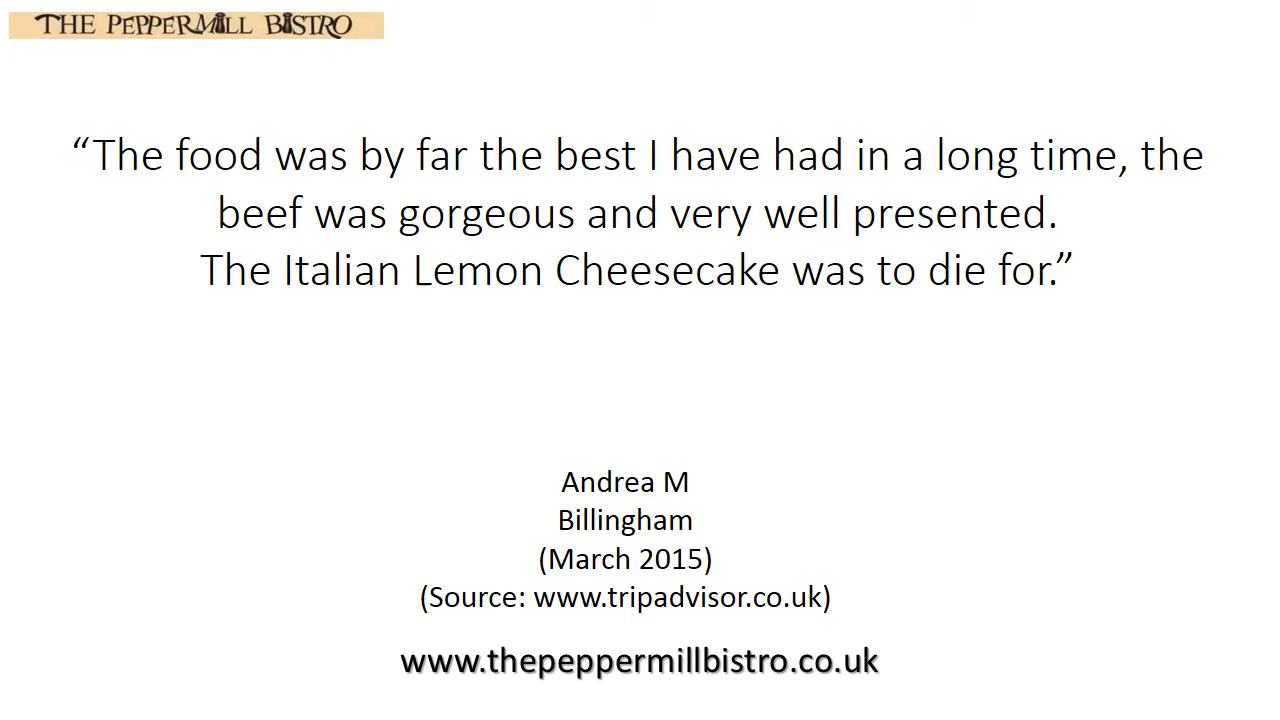 THE PEPPERMILL BISTRO
“The food was by far the best I have had in a long time, the
beef was gorgeous and very well presented.
The Italian Lemon Cheesecake was to die for.”
Andrea M
Billingham
(March 2015)
(Source: www.tripadvisor.co.uk)
www.thepeppermillbistro.co.uk